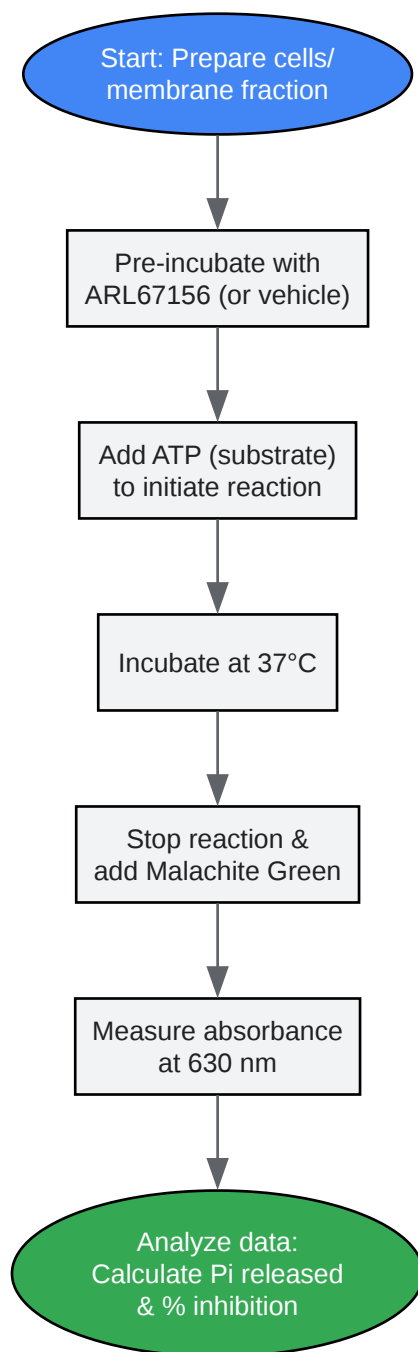 Start: Prepare cells/
membrane fraction
Pre-incubate with
ARL67156 (or vehicle)
Add ATP (substrate)
to initiate reaction
Incubate at 37°C
Stop reaction &
add Malachite Green
Measure absorbance
at 630 nm
Analyze data:
Calculate Pi released
& % inhibition